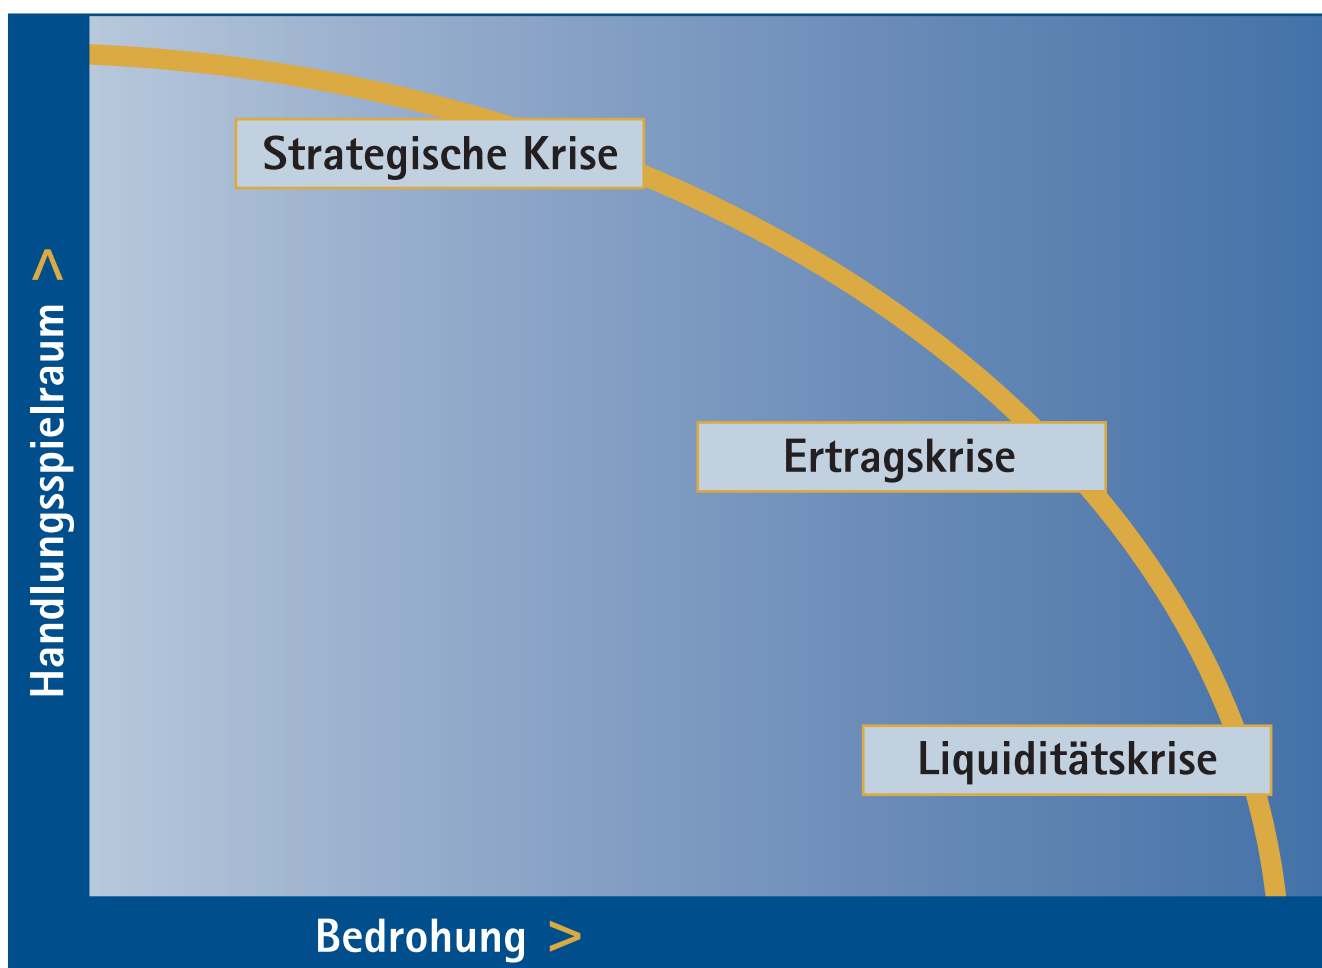 Strategische Krise
Ertragskrise
Liquiditätskrise
Handlungsspielraum >
Bedrohung >